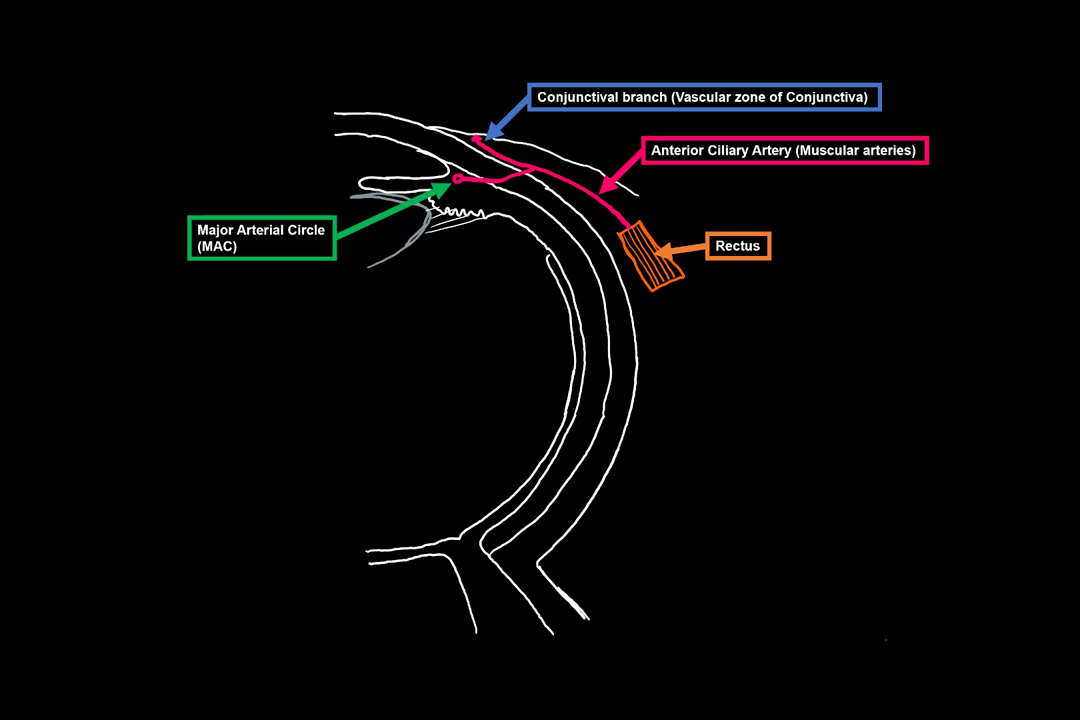 Conjunctival branch (Vascular zone of Conjunctiva)
Anterior Ciliary Artery (Muscular arteries)
Major Arterial Circle
(MAC)
Rectus